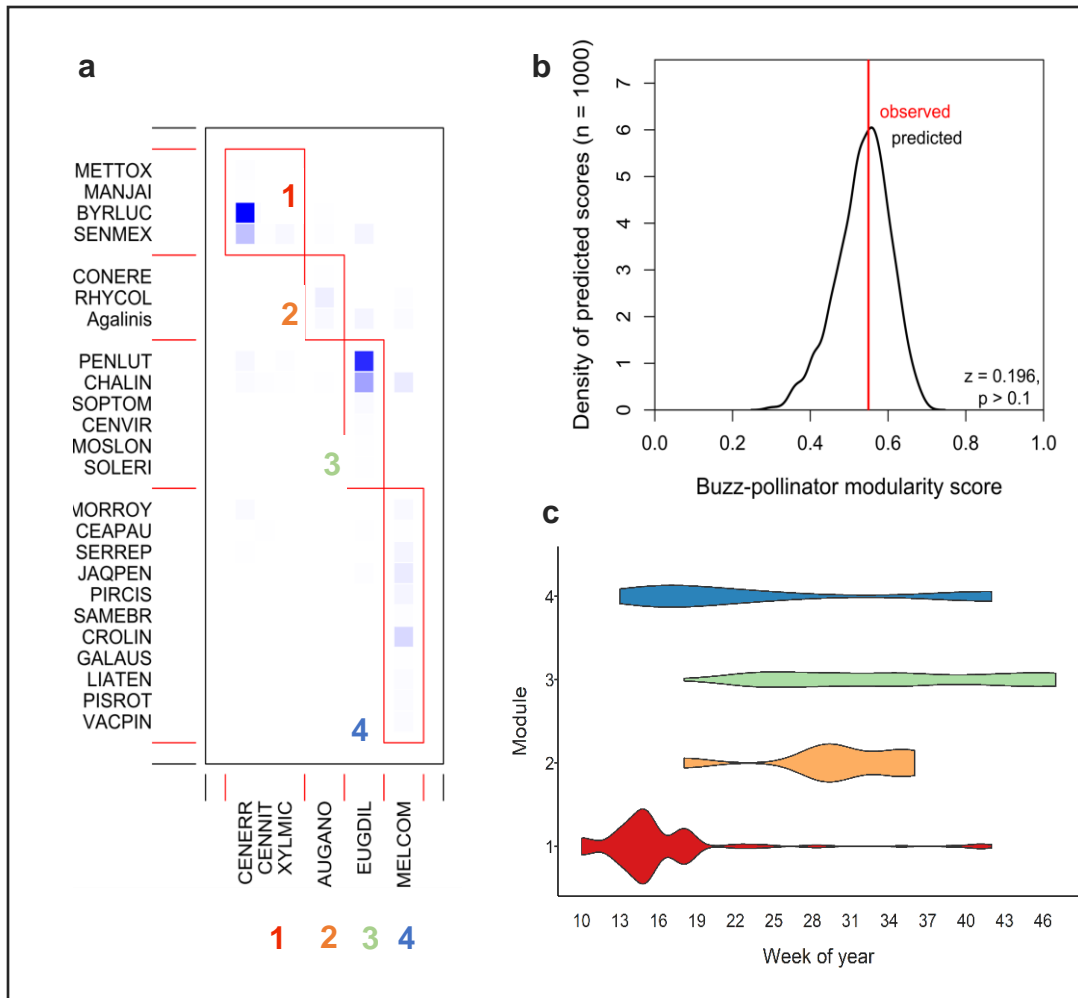 a
METTOX
MANJAI
BYRLUC
SENMEX
CONERE
RHYCOL
Agalinis
PENLUT
CHALIN
SOPTOM
CENVIR
MOSLON
SOLERI
MORROY
CEAPAU
SERREP
JAQPEN
PIRCIS
SAMEBR
CROLIN
GALAUS
LIATEN
PISROT
VACPIN
1
2
3
4
CENERR
CENNIT
XYLMIC
AUGANO
EUGDIL
MELCOM
1 2 3 4
b
Density of predicted scores (n = 1000)
7
6
5
4
3
2
1
0
observed
predicted
z = 0.196,
p > 0.1
0.0 0.2 0.4 0.6 0.8 1.0
Buzz-pollinator modularity score
c
Module
4
3
2
1
10 13 16 19 22 25 28 31 34 37 40 43 46
Week of year